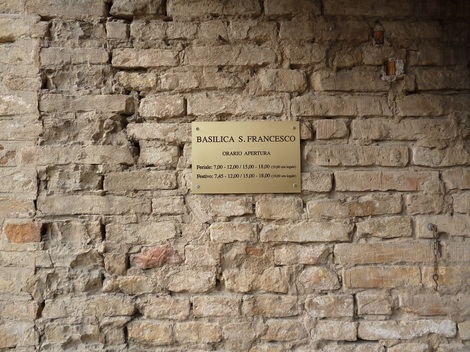 BASILICA S. FRANCESCO
ORARIO APERTURA
Feriale: 7,00 - 12,00 / 15,00 - 18,00
Festivo: 7,45 - 12,00 / 15,00 - 18,00